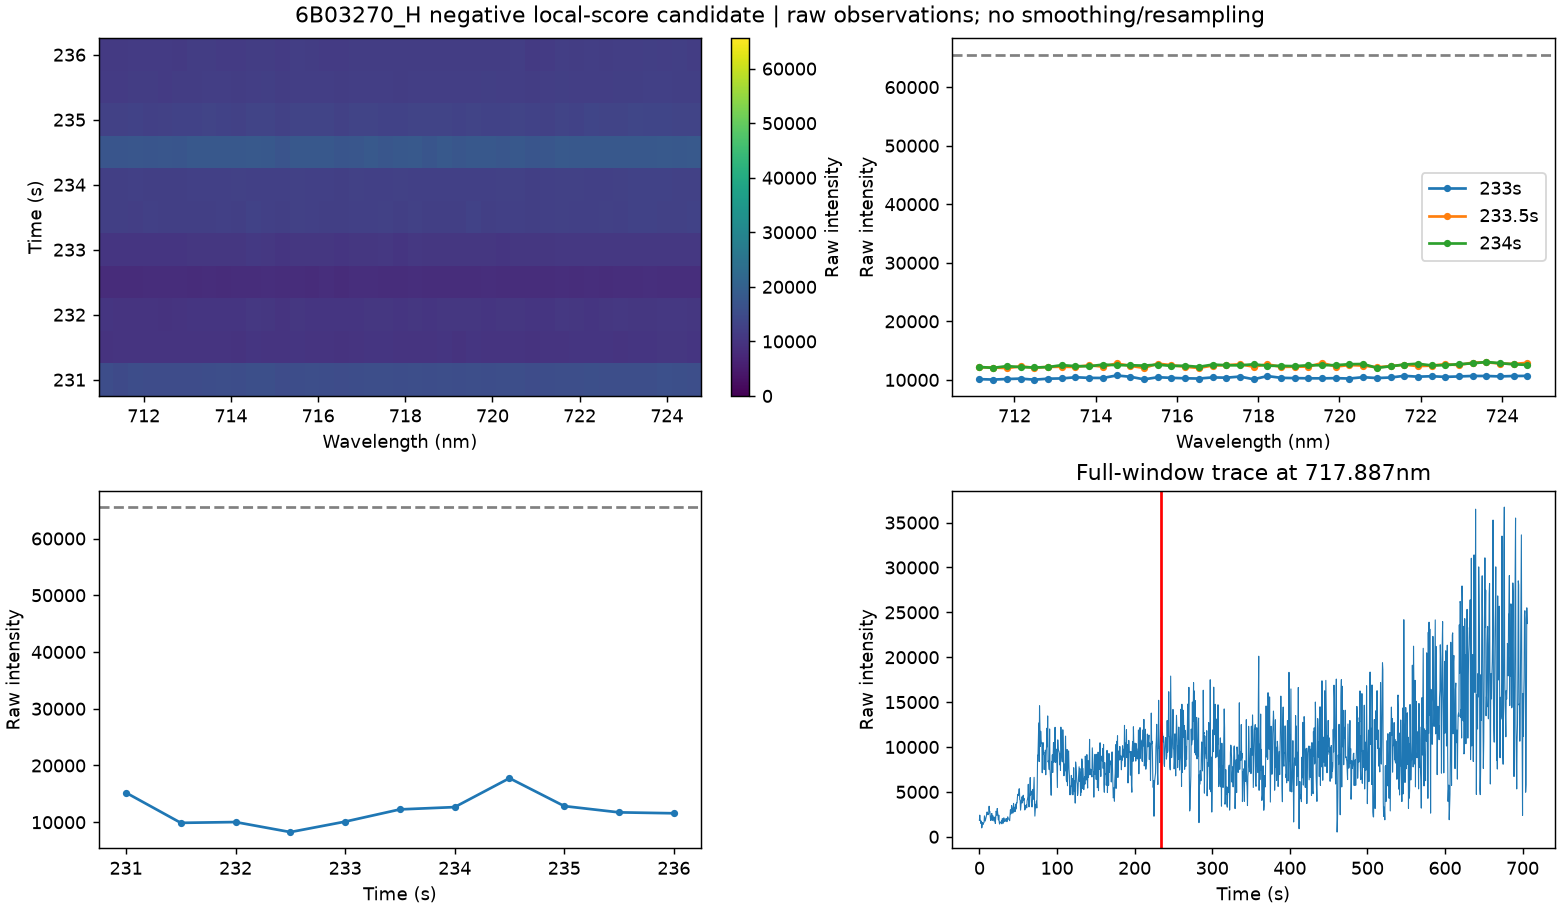 6B03270_H negative local-score candidate | raw observations; no smoothing/resampling
236
235
234
233
232
231
Time (s)
712 714 716 718 720 722 724
Wavelength (nm)
60000
50000
40000
30000
20000
10000
0
Raw intensity
60000
50000
40000
30000
20000
10000
Raw intensity
233s
233.5s
234s
712 714 716 718 720 722 724
Wavelength (nm)
60000
50000
40000
30000
20000
10000
Raw intensity
231 232 233 234 235 236
Time (s)
Full-window trace at 717.887nm
35000
30000
25000
20000
15000
10000
5000
0
Raw intensity
0 100 200 300 400 500 600 700
Time (s)